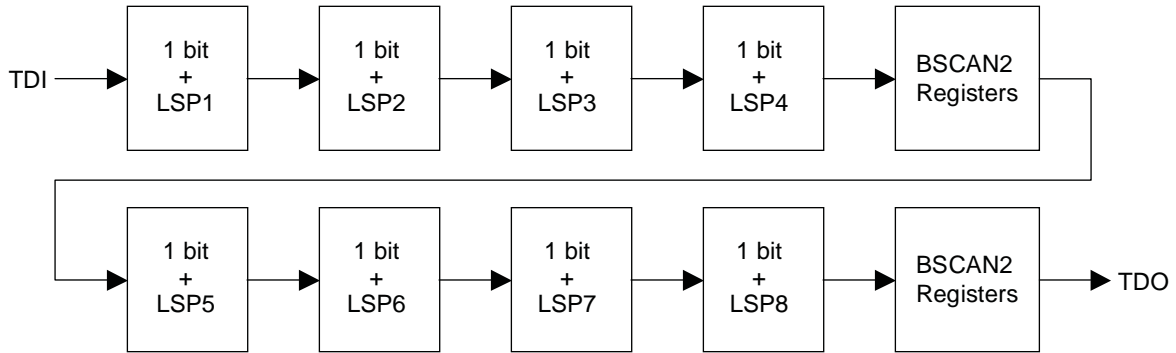 TDI
1 bit
+
LSP1
1 bit
+
LSP2
1 bit
+
LSP3
1 bit
+
LSP4
BSCAN2
Registers
1 bit
+
LSP5
1 bit
+
LSP6
1 bit
+
LSP7
1 bit
+
LSP8
BSCAN2
Registers
TDO